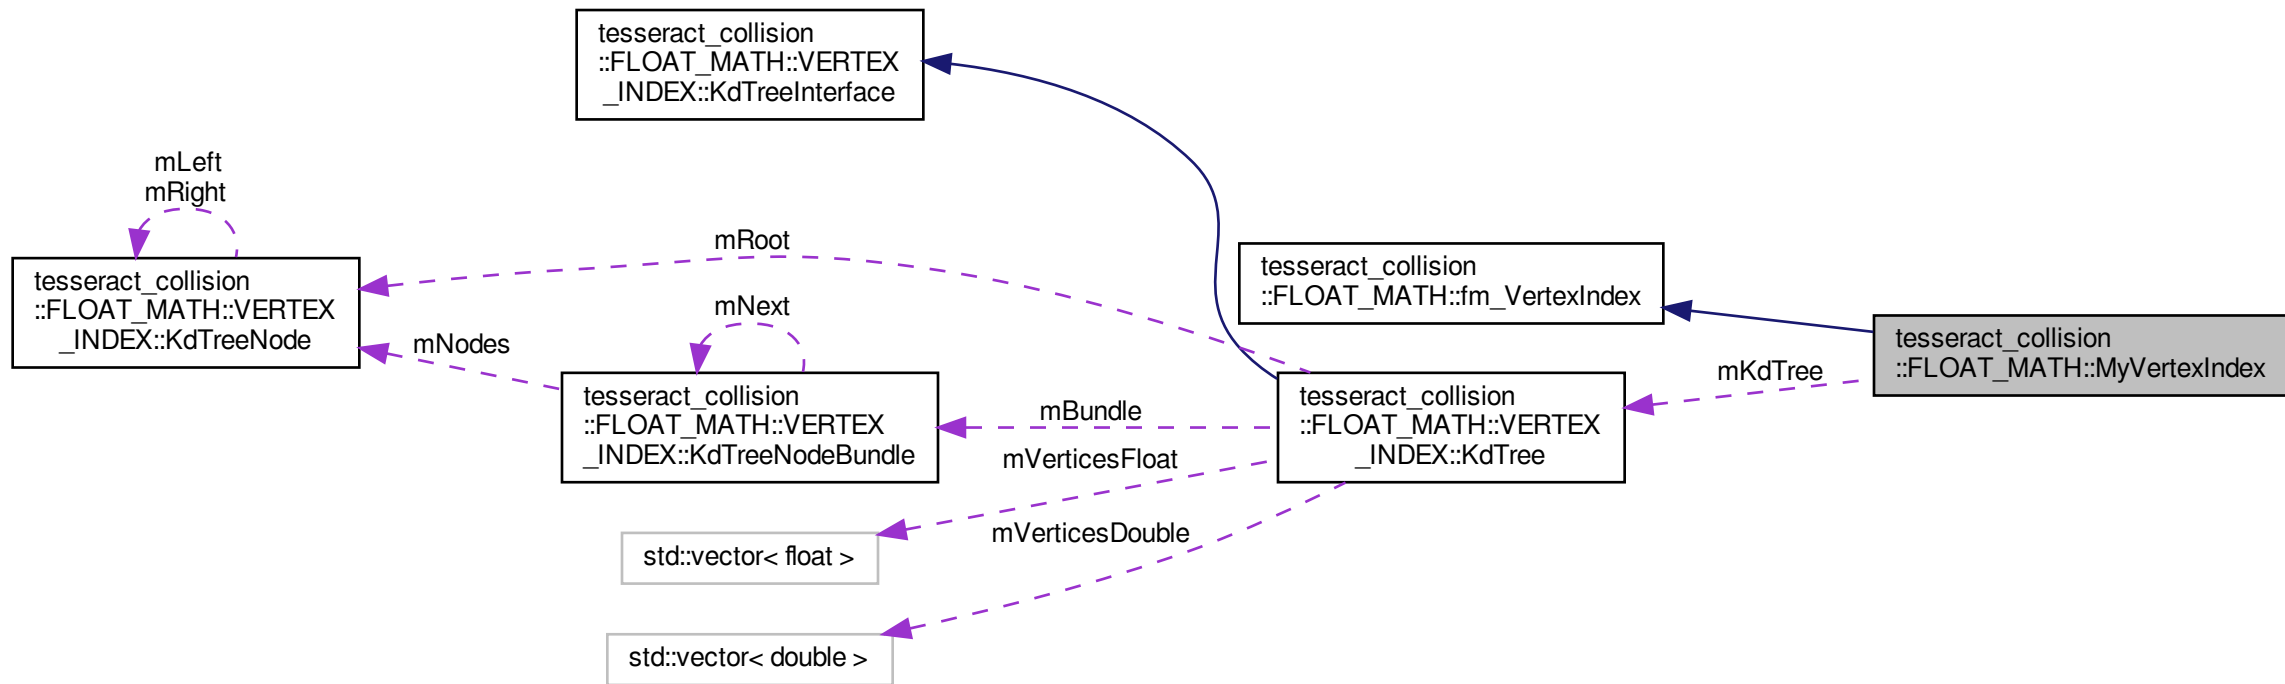 tesseract_collision
::FLOAT_MATH::VERTEX
_INDEX::KdTreeInterface
mLeft
mRight
tesseract_collision
::FLOAT_MATH::VERTEX
_INDEX::KdTreeNode
mRoot
mNext
mNodes
tesseract_collision
::FLOAT_MATH::VERTEX
_INDEX::KdTreeNodeBundle
tesseract_collision
::FLOAT_MATH::fm_VertexIndex
tesseract_collision
::FLOAT_MATH::MyVertexIndex
mKdTree
tesseract_collision
::FLOAT_MATH::VERTEX
_INDEX::KdTree
mBundle
mVerticesFloat
mVerticesDouble
std::vector< float >
std::vector< double >